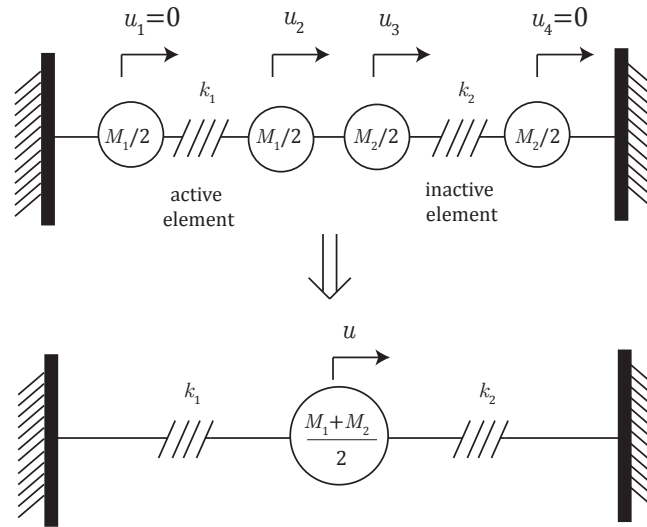 u₁=0 u₂ u₃ u₄=0
k₁ k₂
M₁/2 M₁/2 M₂/2 M₂/2
active inactive
element element
u
k₁ k₂
M₁+M₂
2